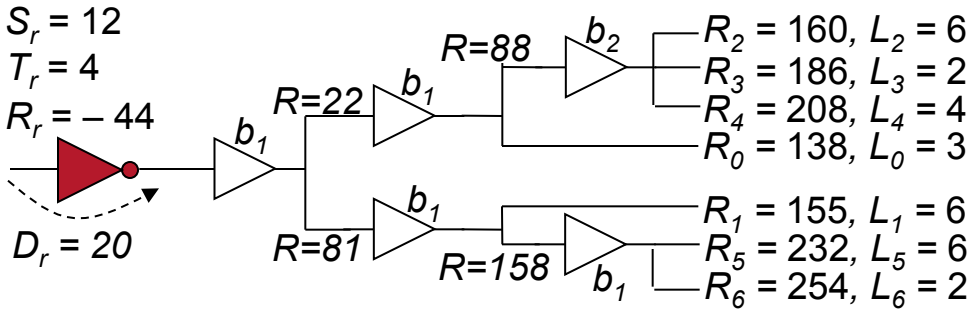 S_r = 12
T_r = 4
R_r = – 44
D_r = 20
b_1
R=22
b_1
R=88
b_2
R_2 = 160, L_2 = 6
R_3 = 186, L_3 = 2
R_4 = 208, L_4 = 4
R_0 = 138, L_0 = 3
R=81
b_1
R=158
b_1
R_1 = 155, L_1 = 6
R_5 = 232, L_5 = 6
R_6 = 254, L_6 = 2